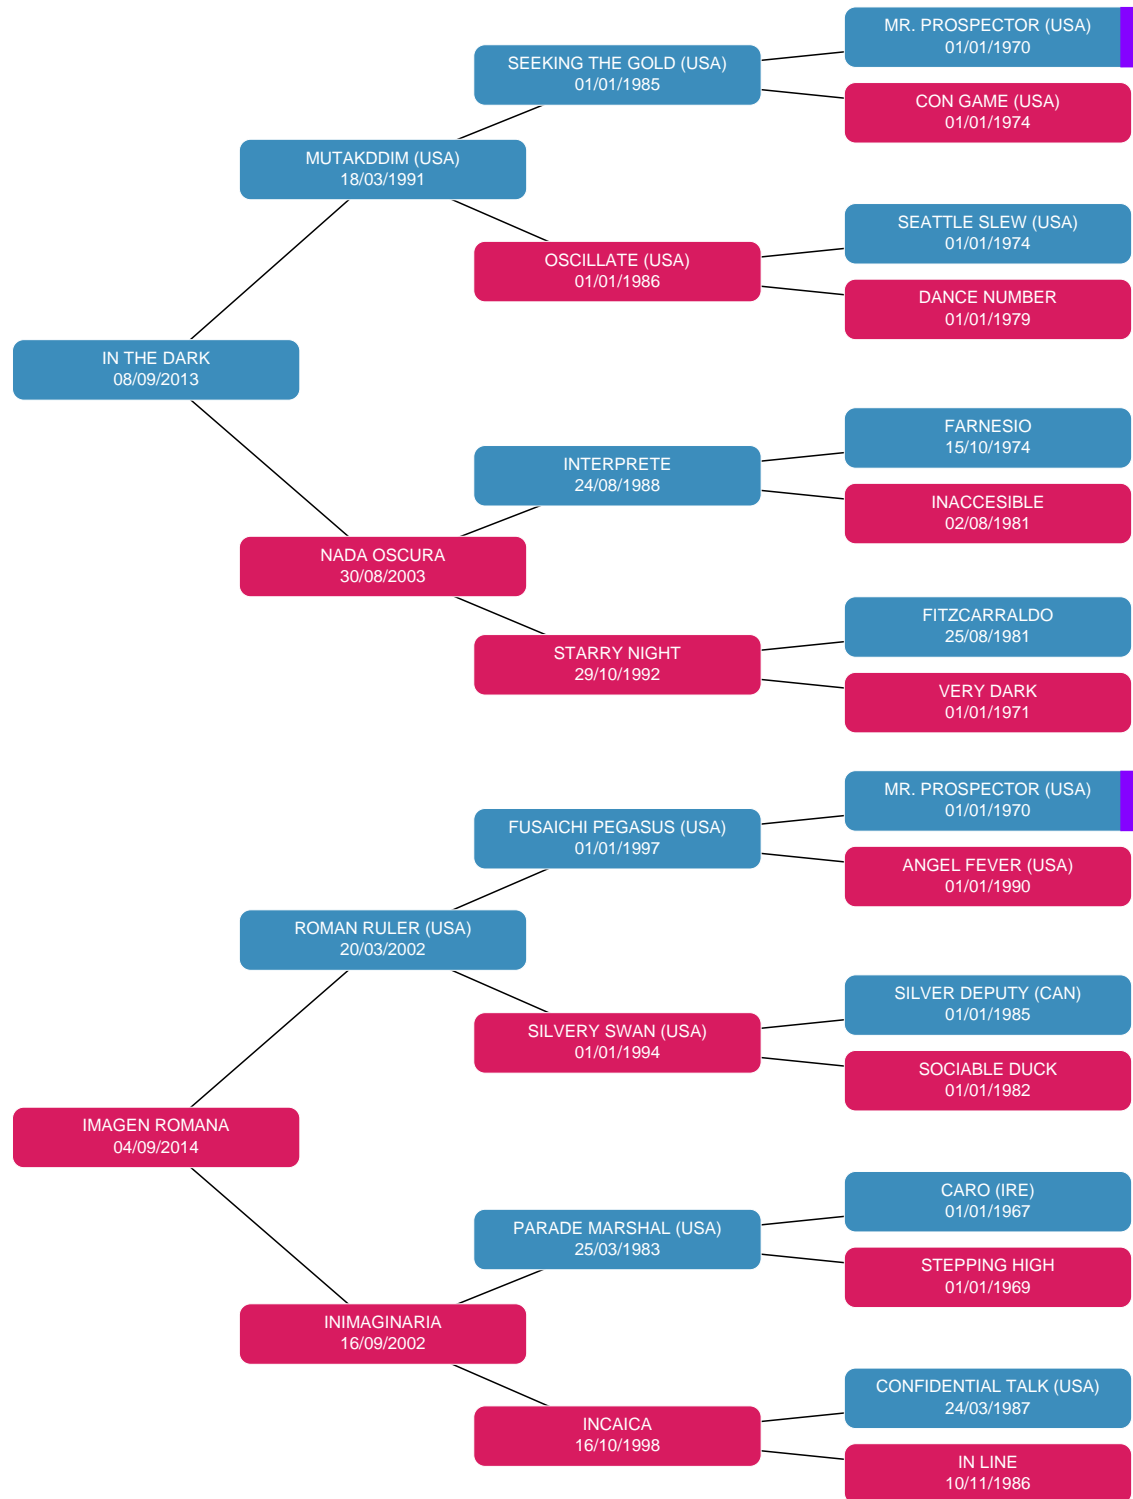 MR. PROSPECTOR (USA)
01/01/1970
SEEKING THE GOLD (USA)
01/01/1985
CON GAME (USA)
01/01/1974
MUTAKDDIM (USA)
18/03/1991
SEATTLE SLEW (USA)
01/01/1974
OSCILLATE (USA)
01/01/1986
DANCE NUMBER
01/01/1979
IN THE DARK
08/09/2013
FARNESIO
15/10/1974
INTERPRETE
24/08/1988
INACCESIBLE
02/08/1981
NADA OSCURA
30/08/2003
FITZCARRALDO
25/08/1981
STARRY NIGHT
29/10/1992
VERY DARK
01/01/1971
MR. PROSPECTOR (USA)
01/01/1970
FUSAICHI PEGASUS (USA)
01/01/1997
ANGEL FEVER (USA)
01/01/1990
ROMAN RULER (USA)
20/03/2002
SILVER DEPUTY (CAN)
01/01/1985
SILVERY SWAN (USA)
01/01/1994
SOCIABLE DUCK
01/01/1982
IMAGEN ROMANA
04/09/2014
CARO (IRE)
01/01/1967
PARADE MARSHAL (USA)
25/03/1983
STEPPING HIGH
01/01/1969
INIMAGINARIA
16/09/2002
CONFIDENTIAL TALK (USA)
24/03/1987
INCAICA
16/10/1998
IN LINE
10/11/1986